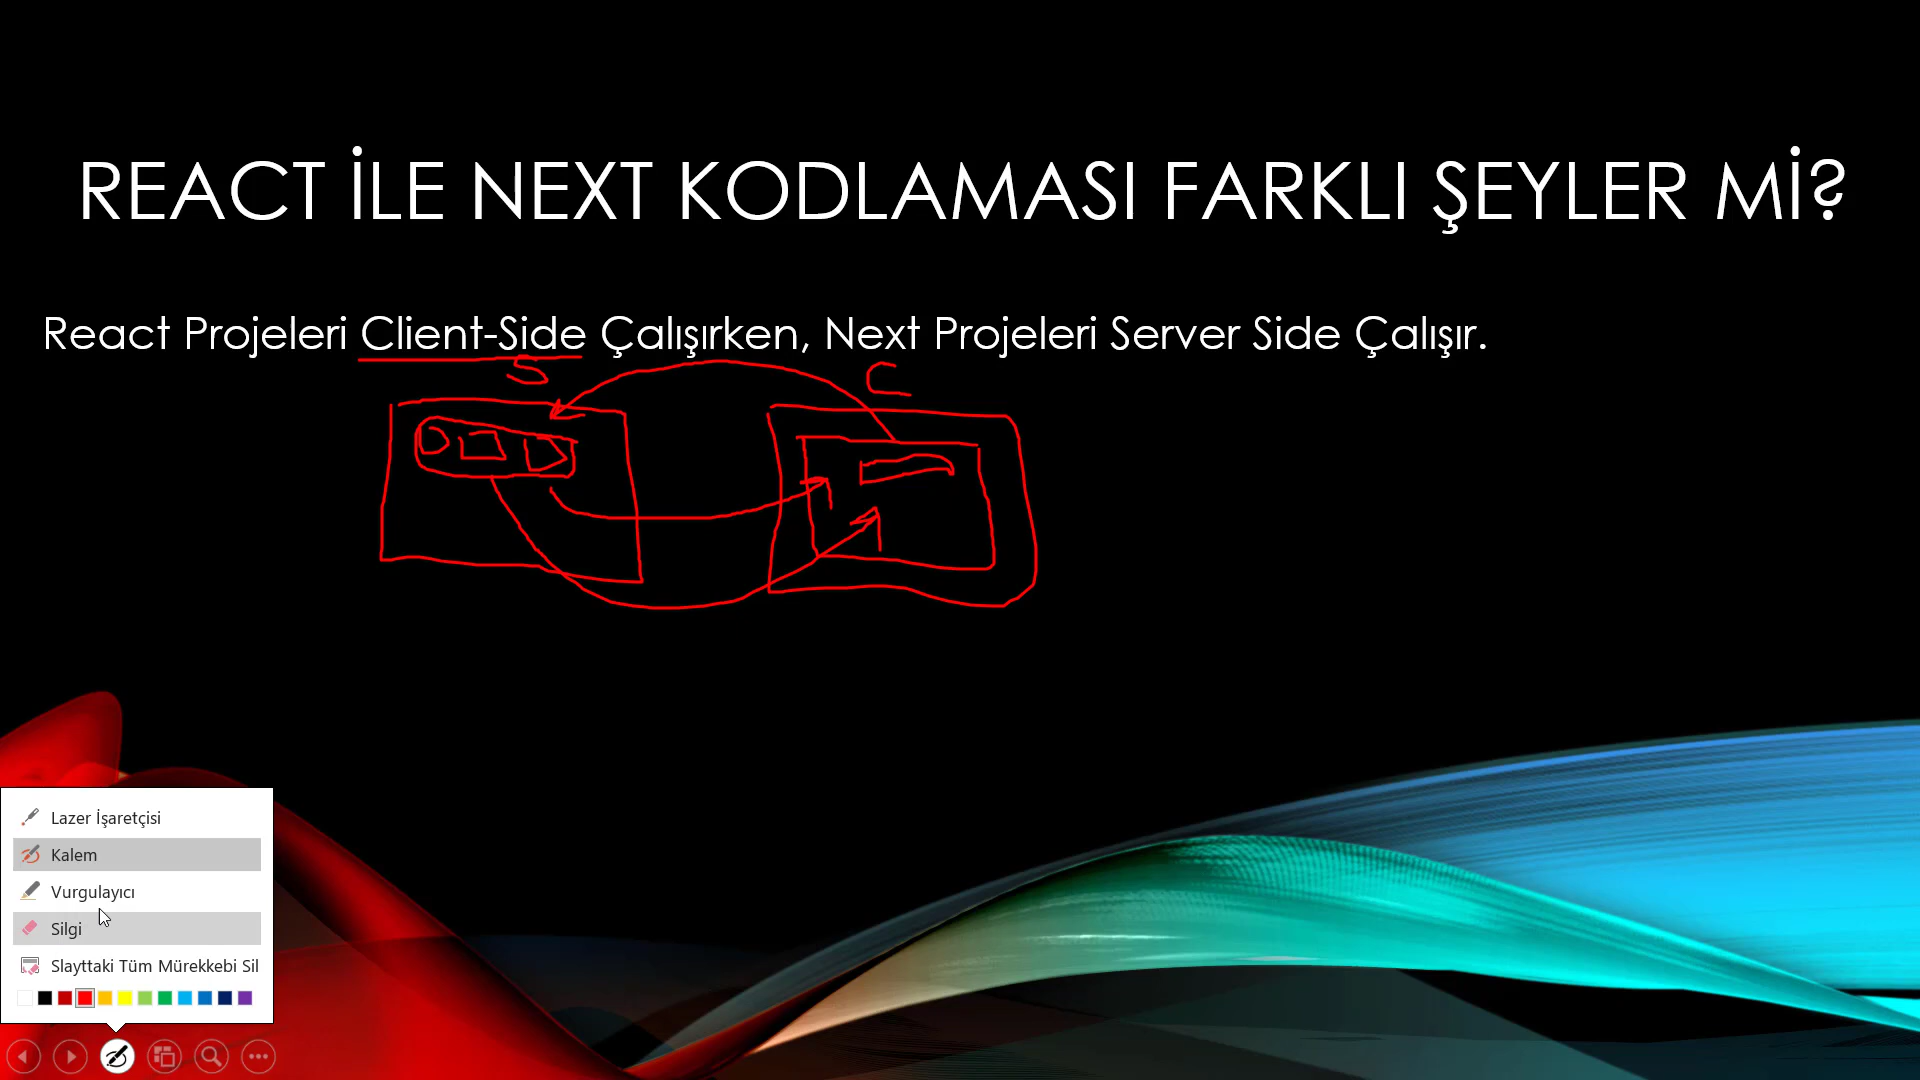 REACT İLE NEXT KODLAMASI FARKLI ŞEYLER Mİ?
React Projeleri Client-Side Çalışırken, Next Projeleri Server Side Çalışır.
S
C
Lazer İşaretçisi
Kalem
Vurgulayıcı
Silgi
Slayttaki Tüm Mürekkebi Sil